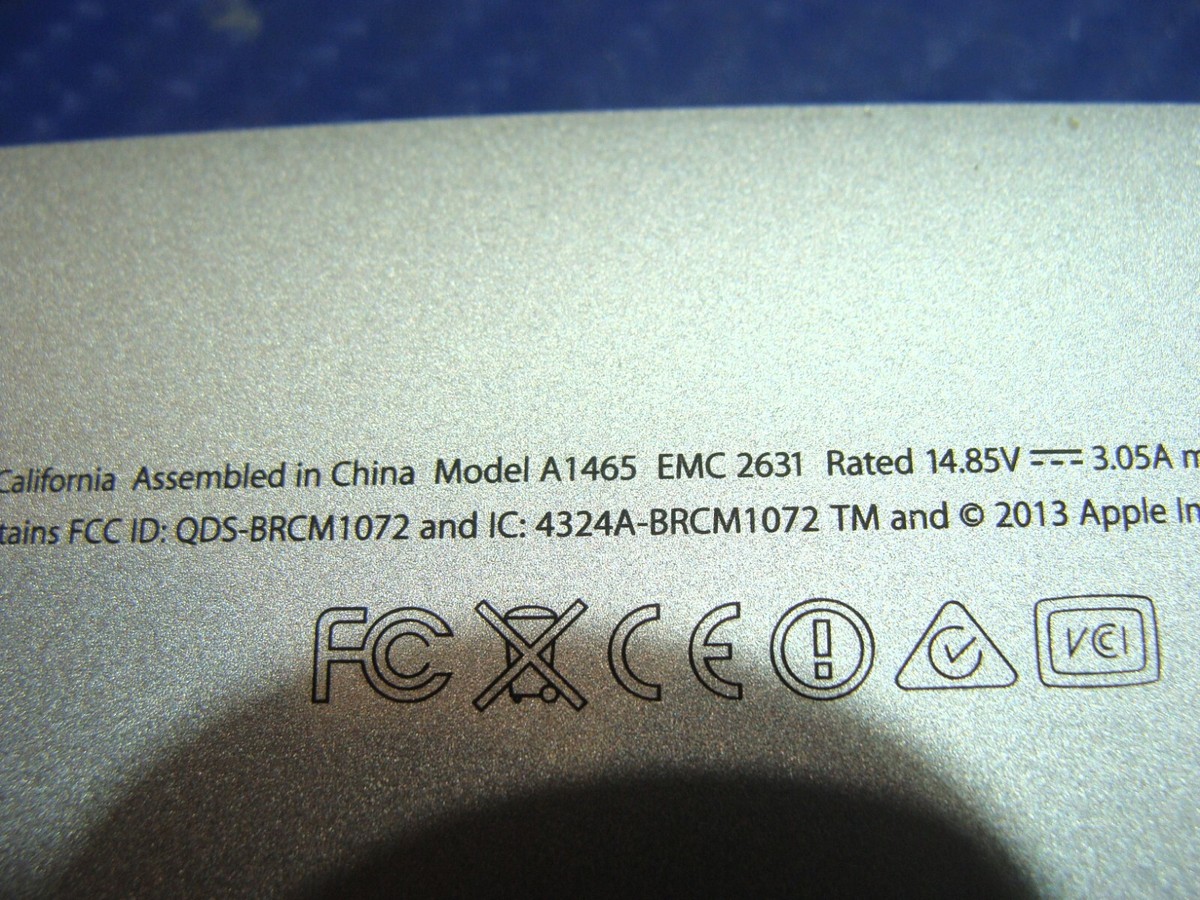 California Assembled in China Model A1465 EMC 2631 Rated 14.85V ⎓ 3.05A m
tains FCC ID: QDS-BRCM1072 and IC: 4324A-BRCM1072 TM and © 2013 Apple In
FC CE ! VCI